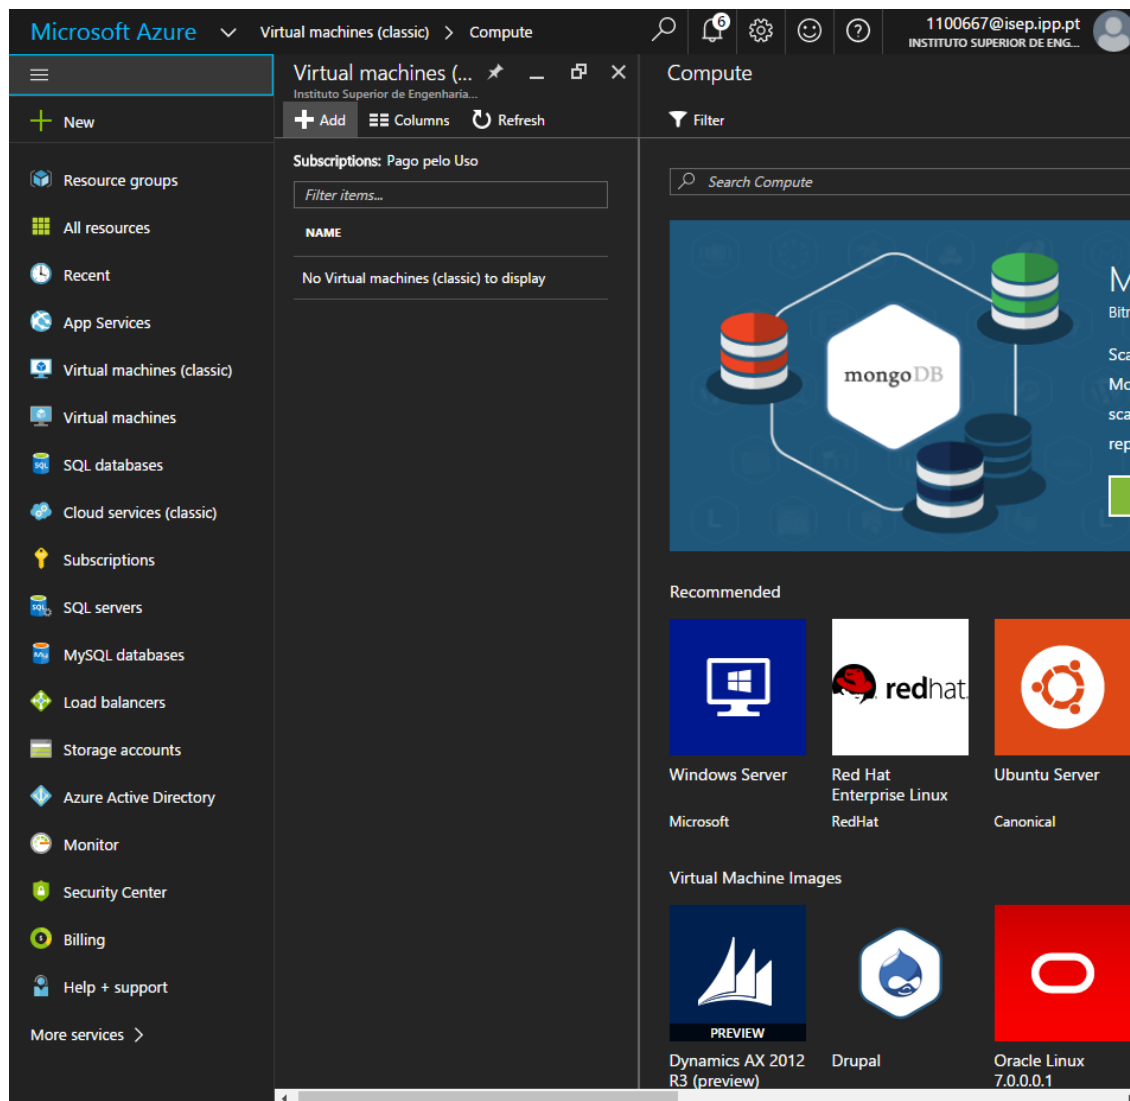 Microsoft Azure
Virtual machines (classic) > Compute
6
1100667@isep.ipp.pt
INSTITUTO SUPERIOR DE ENG...
New
Resource groups
All resources
Recent
App Services
Virtual machines (classic)
Virtual machines
SQL databases
Cloud services (classic)
Subscriptions
SQL servers
MySQL databases
Load balancers
Storage accounts
Azure Active Directory
Monitor
Security Center
Billing
Help + support
More services >
Virtual machines (...
Instituto Superior de Engenharia...
Add Columns Refresh
Subscriptions: Pago pelo Uso
Filter items...
NAME
No Virtual machines (classic) to display
Compute
Filter
Search Compute
mongoDB
M
Bitr
Sca
Mo
sca
rep
Recommended
redhat.
Windows Server
Microsoft
Red Hat
Enterprise Linux
RedHat
Ubuntu Server
Canonical
Virtual Machine Images
PREVIEW
Dynamics AX 2012
R3 (preview)
Drupal
Oracle Linux
7.0.0.0.1